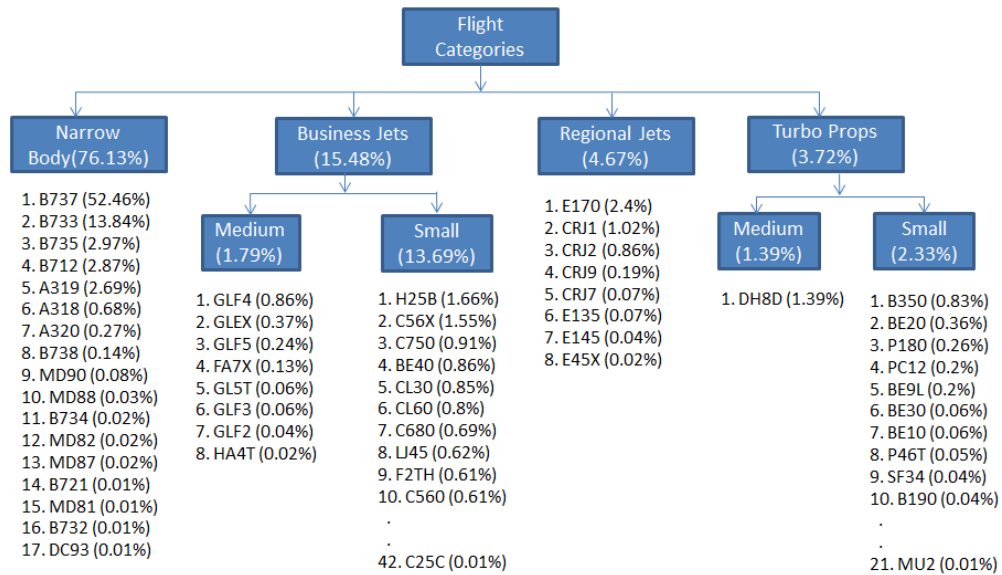 Flight
Categories
Narrow
Body(76.13%)
1. B737 (52.46%)
2. B733 (13.84%)
3. B735 (2.97%)
4. B712 (2.87%)
5. A319 (2.69%)
6. A318 (0.68%)
7. A320 (0.27%)
8. B738 (0.14%)
9. MD90 (0.08%)
10. MD88 (0.03%)
11. B734 (0.02%)
12. MD82 (0.02%)
13. MD87 (0.02%)
14. B721 (0.01%)
15. MD81 (0.01%)
16. B732 (0.01%)
17. DC93 (0.01%)
Business Jets
(15.48%)
Medium
(1.79%)
1. GLF4 (0.86%)
2. GLEX (0.37%)
3. GLF5 (0.24%)
4. FA7X (0.13%)
5. GL5T (0.06%)
6. GLF3 (0.06%)
7. GLF2 (0.04%)
8. HA4T (0.02%)
Small
(13.69%)
1. H25B (1.66%)
2. C56X (1.55%)
3. C750 (0.91%)
4. BE40 (0.86%)
5. CL30 (0.85%)
6. CL60 (0.8%)
7. C680 (0.69%)
8. LJ45 (0.62%)
9. F2TH (0.61%)
10. C560 (0.61%)
.
.
42. C25C (0.01%)
Regional Jets
(4.67%)
1. E170 (2.4%)
2. CRJ1 (1.02%)
3. CRJ2 (0.86%)
4. CRJ9 (0.19%)
5. CRJ7 (0.07%)
6. E135 (0.07%)
7. E145 (0.04%)
8. E45X (0.02%)
Turbo Props
(3.72%)
Medium
(1.39%)
1. DH8D (1.39%)
Small
(2.33%)
1. B350 (0.83%)
2. BE20 (0.36%)
3. P180 (0.26%)
4. PC12 (0.2%)
5. BE9L (0.2%)
6. BE30 (0.06%)
7. BE10 (0.06%)
8. P46T (0.05%)
9. SF34 (0.04%)
10. B190 (0.04%)
.
.
21. MU2 (0.01%)